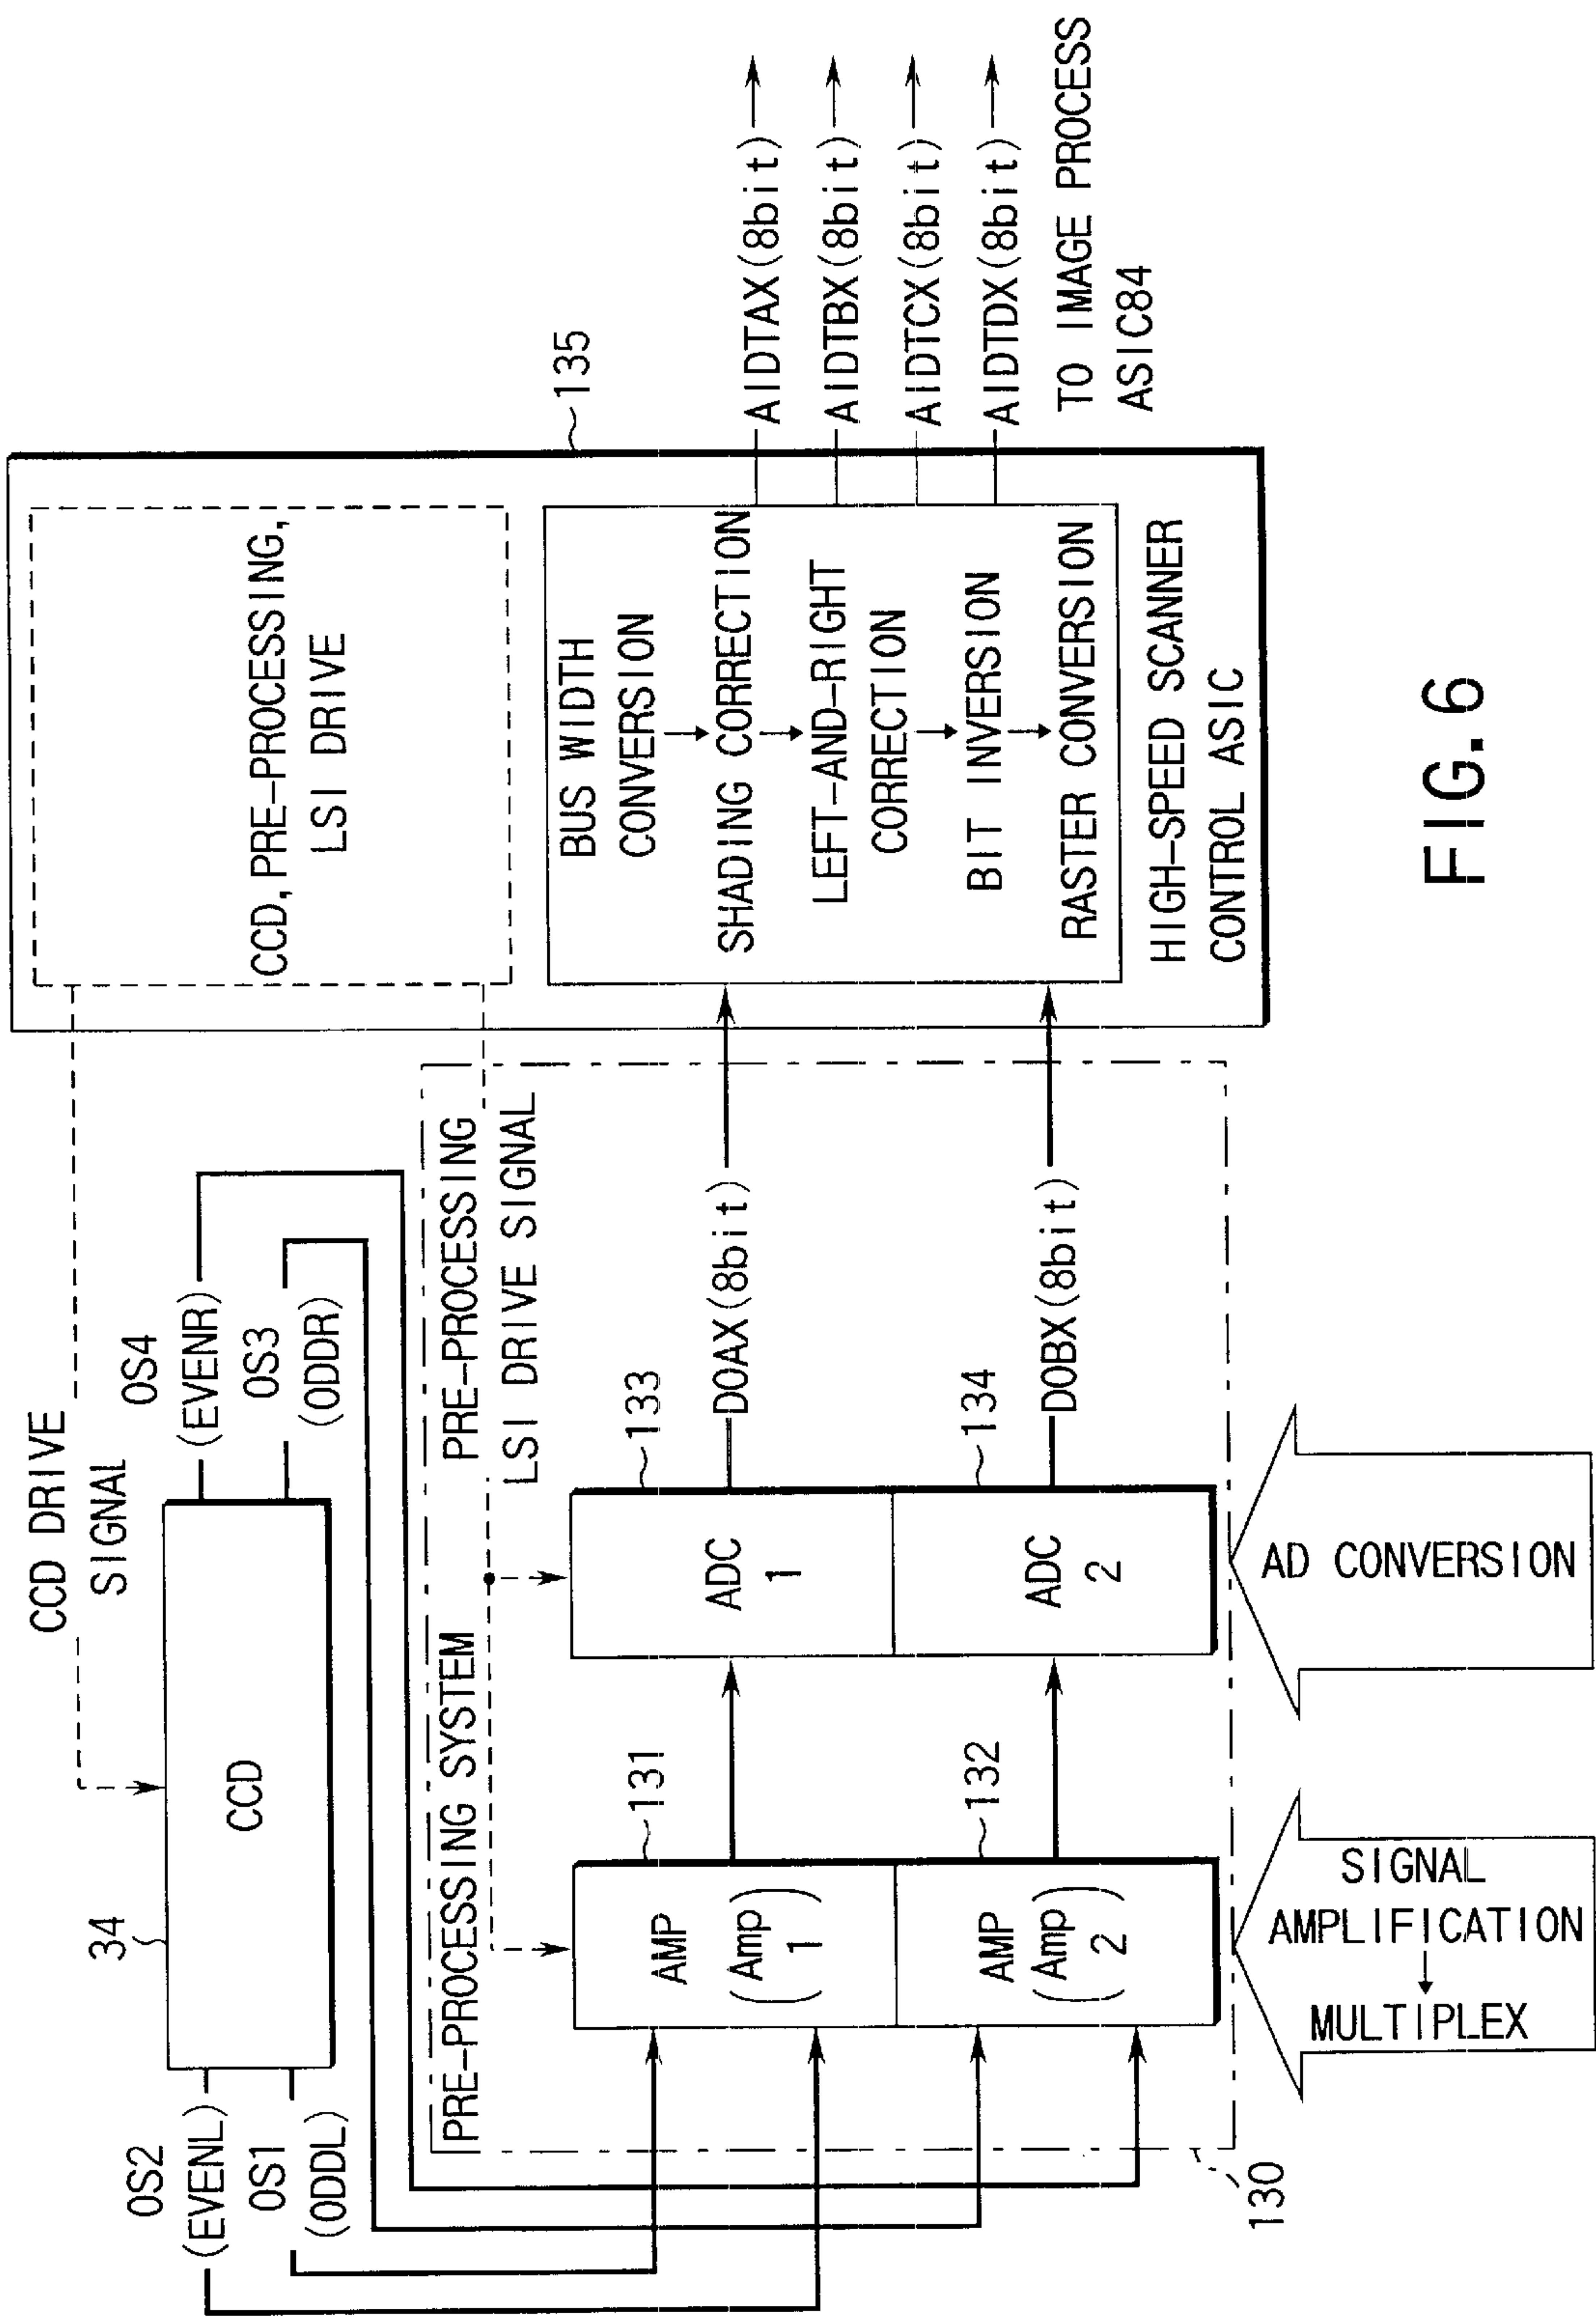 CCD DRIVE
SIGNAL
34
CCD
OS2
(EVENL)
OS1
(ODDL)
OS4
(EVENR)
OS3
(ODDR)
PRE-PROCESSING SYSTEM
PRE-PROCESSING
LSI DRIVE SIGNAL
131
AMP
(Amp)
1
132
AMP
(Amp)
2
133
ADC
1
134
ADC
2
DOAX(8bit)
DOBX(8bit)
130
SIGNAL
AMPLIFICATION
MULTIPLEX
AD CONVERSION
CCD, PRE-PROCESSING,
LSI DRIVE
135
BUS WIDTH
CONVERSION
SHADING CORRECTION
LEFT-AND-RIGHT
CORRECTION
BIT INVERSION
RASTER CONVERSION
HIGH-SPEED SCANNER
CONTROL ASIC
AIDTAX(8bit)
AIDTBX(8bit)
AIDTCX(8bit)
AIDTDX(8bit)
TO IMAGE PROCESS
ASIC84
FIG. 6